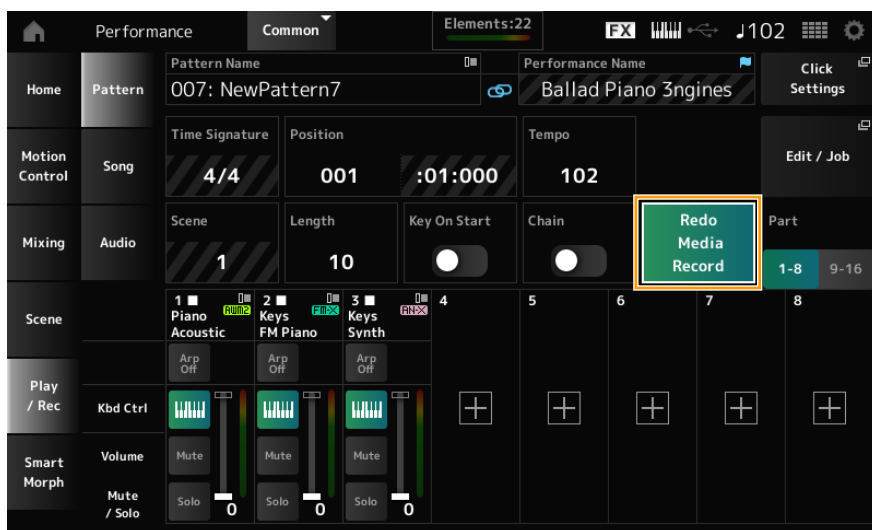 Performance
Common
Elements:22
FX
♩102
Home
Pattern
Pattern Name
007: NewPattern7
Performance Name
Ballad Piano 3ngines
Click
Settings
Motion
Control
Song
Time Signature
4/4
Position
001
:01:000
Tempo
102
Edit / Job
Mixing
Audio
Scene
1
Length
10
Key On Start
Chain
Redo
Media
Record
Part
1-8
9-16
Scene
1
Piano
Acoustic
AWM2
2
Keys
FM Piano
FM-X
3
Keys
Synth
AN-X
4
5
6
7
8
Arp
Off
Arp
Off
Arp
Off
Play
/ Rec
Kbd Ctrl
Smart
Morph
Volume
Mute
Mute
Mute
Mute
/ Solo
Solo
0
Solo
0
Solo
0